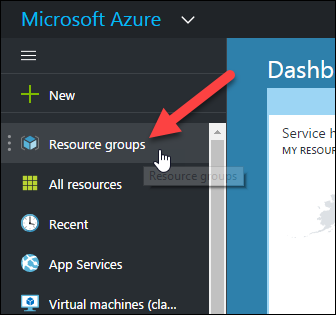 Microsoft Azure
New
Resource groups
Resource groups
All resources
Recent
App Services
Virtual machines (cla...
Dashb
Service h
MY RESOUR